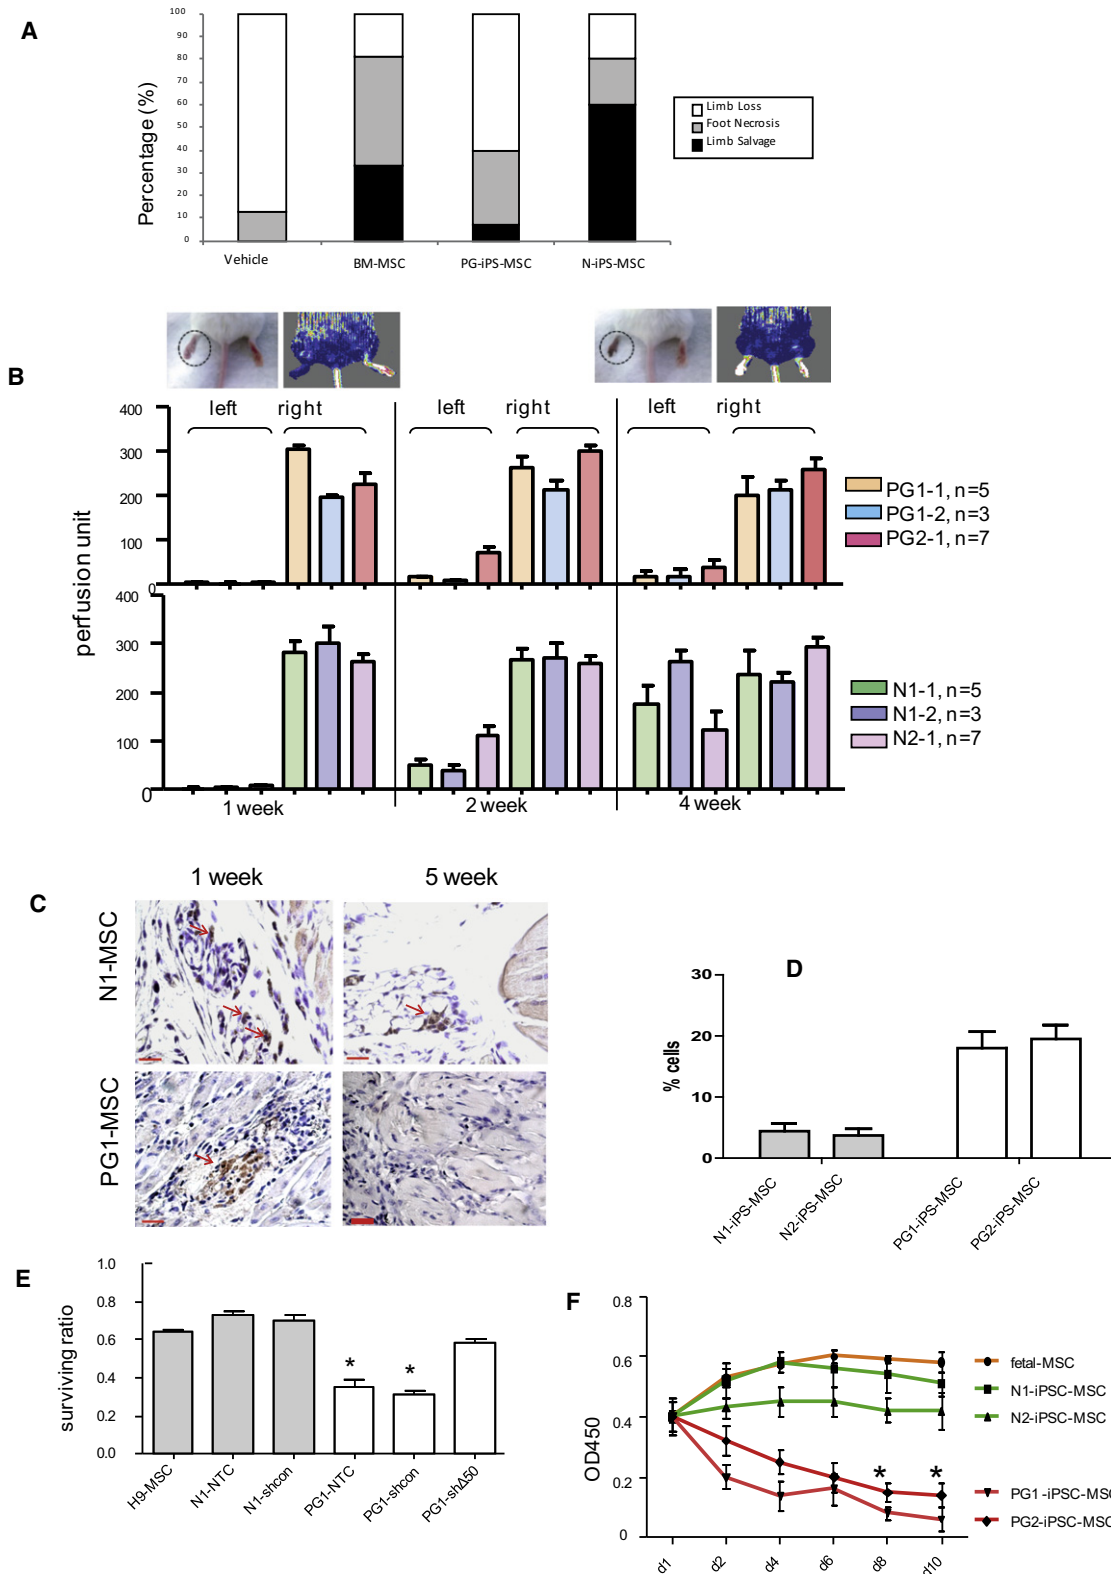 A
Percentage (%)
100
90
80
70
60
50
40
30
20
10
0
Vehicle
BM-MSC
PG-iPS-MSC
N-iPS-MSC
Limb Loss
Foot Necrosis
Limb Salvage
B
perfusion unit
left right left right left right
400
300
200
100
0
PG1-1, n=5
PG1-2, n=3
PG2-1, n=7
400
300
200
100
0
N1-1, n=5
N1-2, n=3
N2-1, n=7
1 week 2 week 4 week
C
1 week 5 week
N1-MSC
PG1-MSC
D
% cells
30
20
10
0
N1-iPS-MSC
N2-iPS-MSC
PG1-iPS-MSC
PG2-iPS-MSC
E
surviving ratio
1.0
0.8
0.6
0.4
0.2
0.0
* *
H9-MSC
N1-NTC
N1-shcon
PG1-NTC
PG1-shcon
PG1-shΔ50
F
OD450
0.8
0.6
0.4
0.2
0
* *
d1
d2
d4
d6
d8
d10
fetal-MSC
N1-iPSC-MSC
N2-iPSC-MSC
PG1-iPSC-MSC
PG2-iPSC-MSC